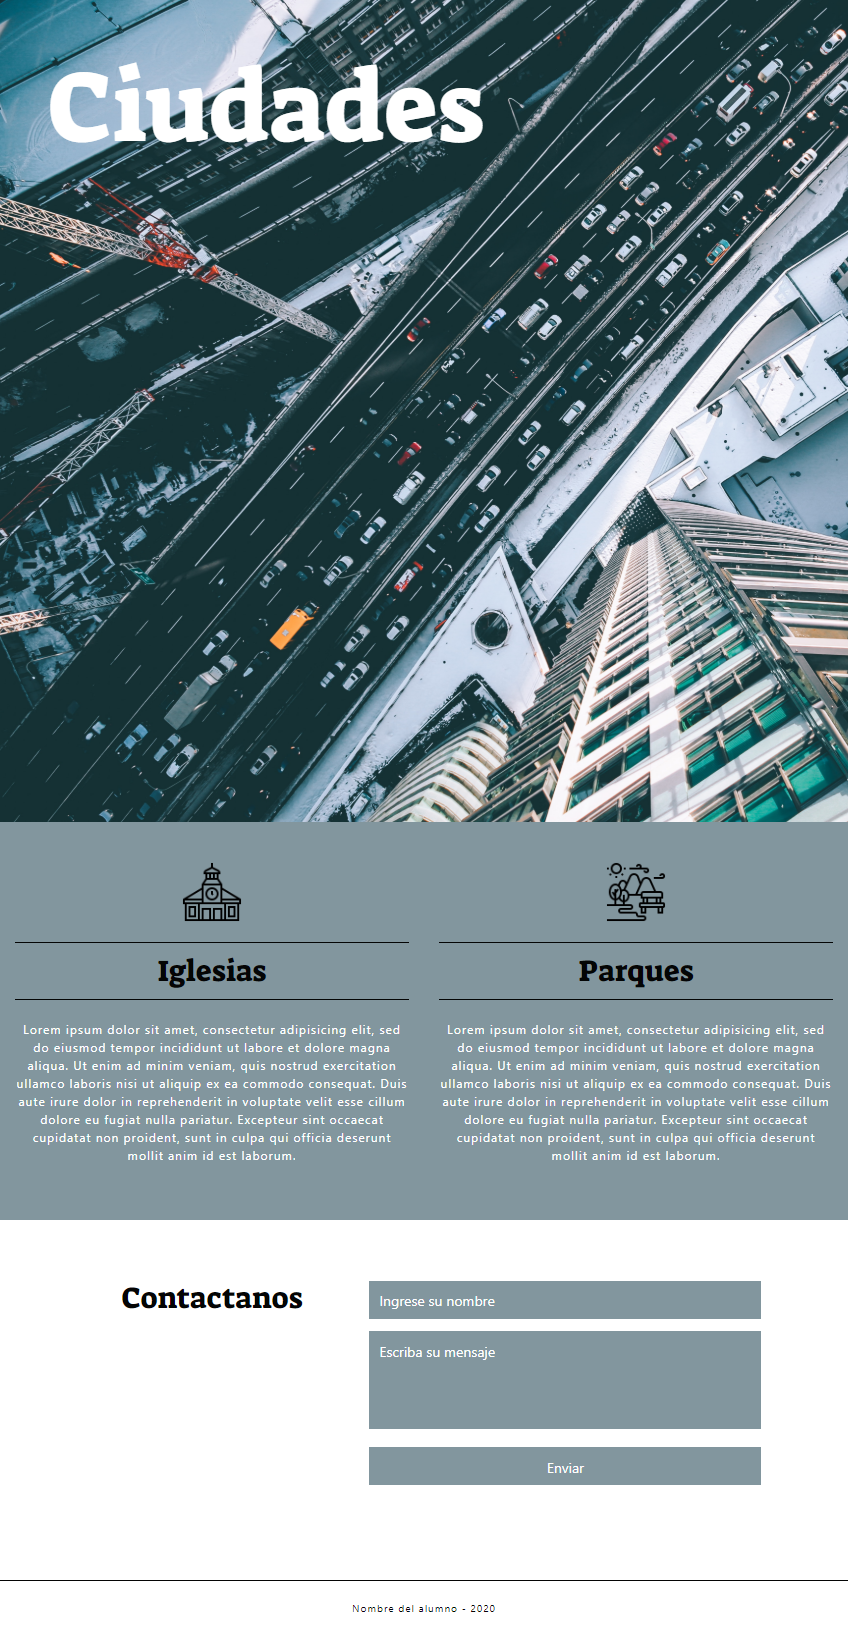 Ciudades
Iglesias
Lorem ipsum dolor sit amet, consectetur adipisicing elit, sed
do eiusmod tempor incididunt ut labore et dolore magna
aliqua. Ut enim ad minim veniam, quis nostrud exercitation
ullamco laboris nisi ut aliquip ex ea commodo consequat. Duis
aute irure dolor in reprehenderit in voluptate velit esse cillum
dolore eu fugiat nulla pariatur. Excepteur sint occaecat
cupidatat non proident, sunt in culpa qui officia deserunt
mollit anim id est laborum.
Parques
Lorem ipsum dolor sit amet, consectetur adipisicing elit, sed
do eiusmod tempor incididunt ut labore et dolore magna
aliqua. Ut enim ad minim veniam, quis nostrud exercitation
ullamco laboris nisi ut aliquip ex ea commodo consequat. Duis
aute irure dolor in reprehenderit in voluptate velit esse cillum
dolore eu fugiat nulla pariatur. Excepteur sint occaecat
cupidatat non proident, sunt in culpa qui officia deserunt
mollit anim id est laborum.
Contactanos
Ingrese su nombre
Escriba su mensaje
Enviar
Nombre del alumno - 2020